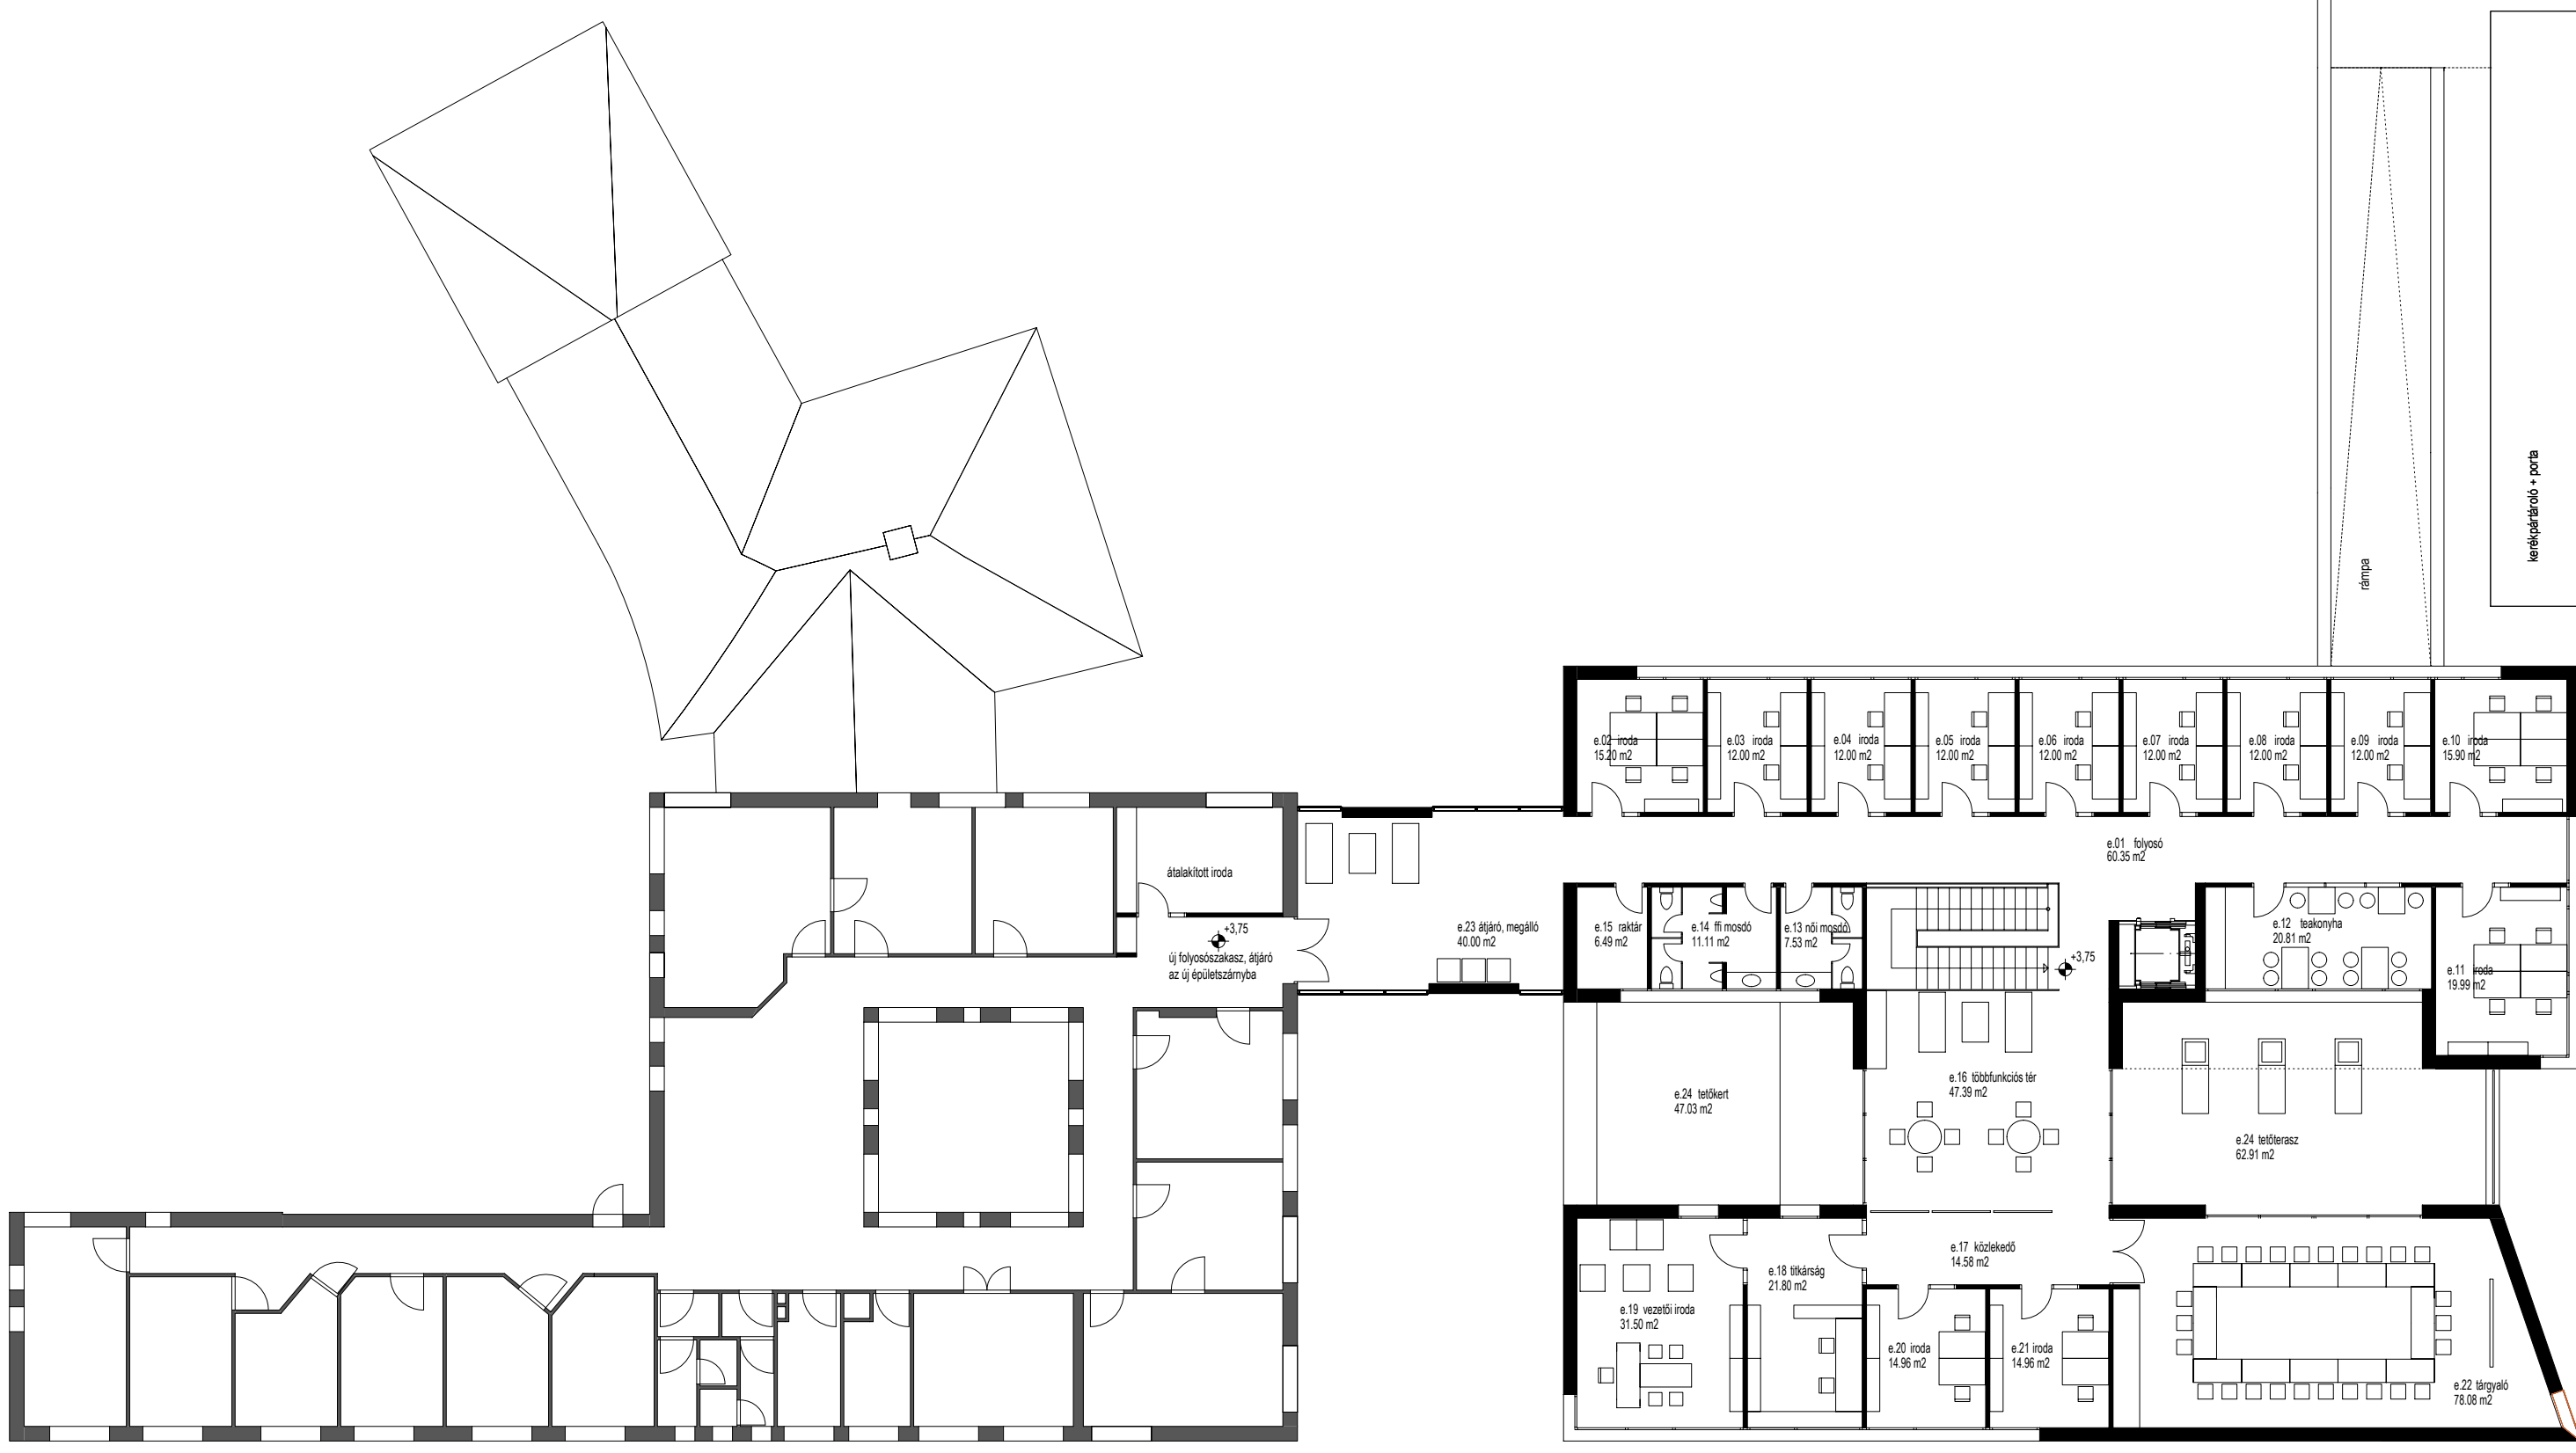 kerékpártároló + porta
rámpa
e.02 iroda
15.20 m2
e.03 iroda
12.00 m2
e.04 iroda
12.00 m2
e.05 iroda
12.00 m2
e.06 iroda
12.00 m2
e.07 iroda
12.00 m2
e.08 iroda
12.00 m2
e.09 iroda
12.00 m2
e.10 iroda
15.90 m2
e.01 folyosó
60.35 m2
átalakított iroda
+3,75
új folyosószakasz, átjáró
az új épületszárnyba
e.23 átjáró, megálló
40.00 m2
e.15 raktár
6.49 m2
e.14 ffi mosdó
11.11 m2
e.13 női mosdó
7.53 m2
+3,75
e.12 teakonyha
20.81 m2
e.11 iroda
19.99 m2
e.24 tetőkert
47.03 m2
e.16 többfunkciós tér
47.39 m2
e.24 tetőterasz
62.91 m2
e.17 közlekedő
14.58 m2
e.18 titkárság
21.80 m2
e.19 vezetői iroda
31.50 m2
e.20 iroda
14.96 m2
e.21 iroda
14.96 m2
e.22 tárgyaló
78.08 m2